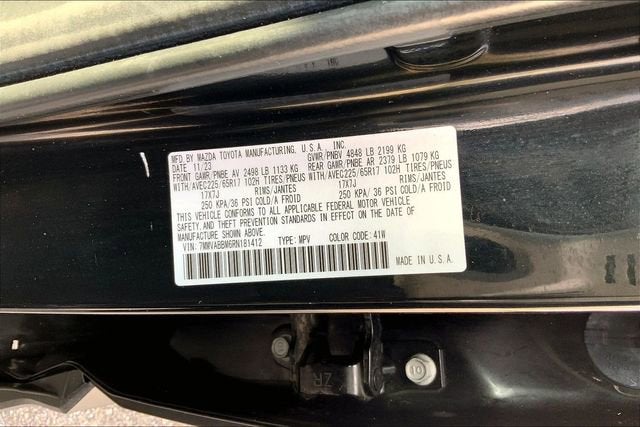 MFD. BY MAZDA TOYOTA MANUFACTURING, U.S.A., INC.
DATE 11/23 GVWR/PNBV 4848 LB 2199 KG
FRONT GAWR/PNBE AV 2498 LB 1133 KG REAR GAWR/PNBE AR 2379 LB 1079 KG
WITH/AVEC225/65R17 102H TIRES/PNEUS WITH/AVEC225/65R17 102H TIRES/PNEUS
17X7J RIMS/JANTES 17X7J RIMS/JANTES
250 KPA/ 36 PSI COLD/A FROID 250 KPA/ 36 PSI COLD/A FROID
THIS VEHICLE CONFORMS TO ALL APPLICABLE FEDERAL MOTOR VEHICLE
SAFETY, AND THEFT PREVENTION STANDARDS IN EFFECT ON THE DATE OF
MANUFACTURE SHOWN ABOVE.
VIN: 7MMVABBM6RN181412 TYPE: MPV COLOR CODE: 41W
MADE IN U.S.A.
ZR
10